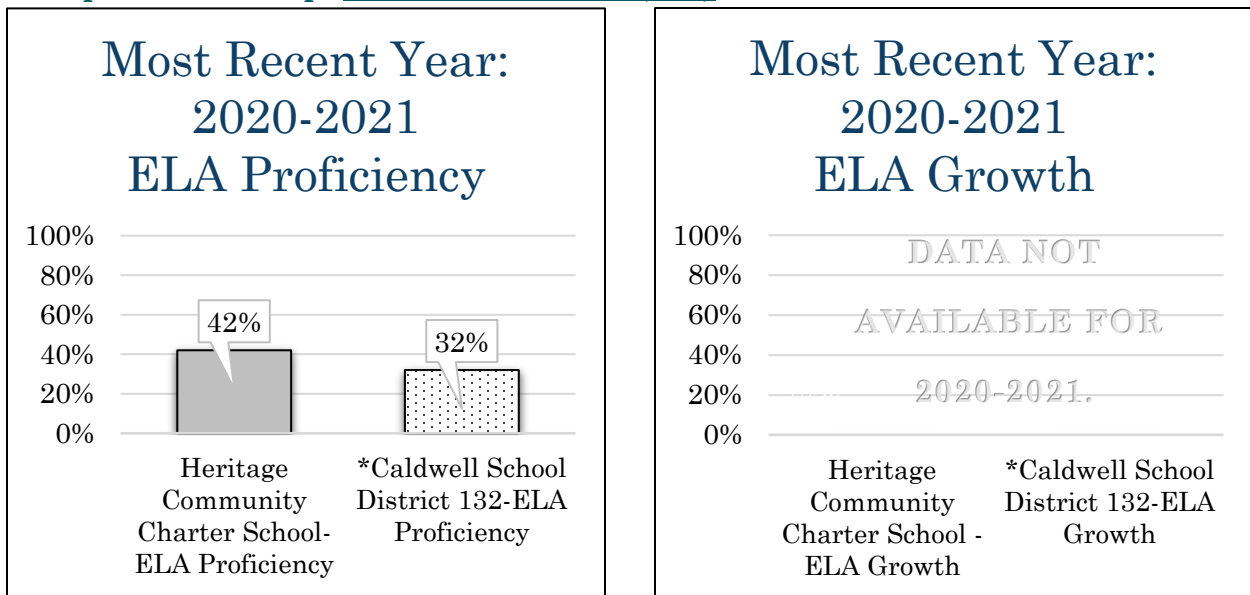 Most Recent Year:
2020-2021
ELA Proficiency
100%
80%
60%
40%
20%
0%
42%
32%
Heritage
Community
Charter School-
ELA Proficiency
*Caldwell School
District 132-ELA
Proficiency
Most Recent Year:
2020-2021
ELA Growth
100%
80%
60%
40%
20%
0%
DATA NOT
AVAILABLE FOR
2020-2021.
Heritage
Community
Charter School -
ELA Growth
*Caldwell School
District 132-ELA
Growth